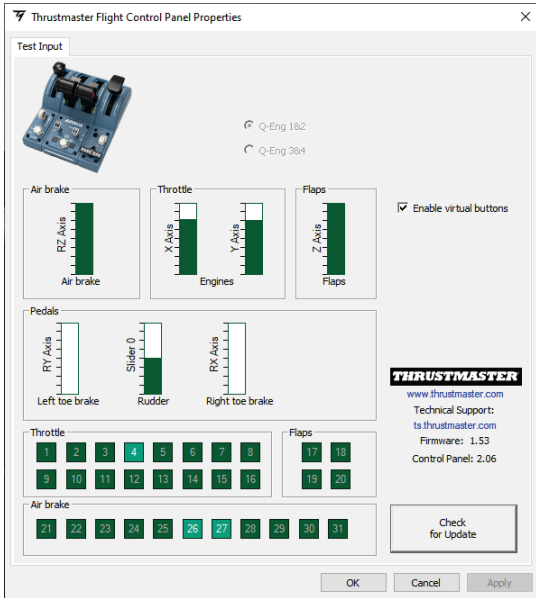 Thrustmaster Flight Control Panel Properties
Test Input
Q-Eng 1&2
Q-Eng 3&4
Air brake
Throttle
Flaps
Enable virtual buttons
RZ Axis
X Axis
Y Axis
Z Axis
Air brake
Engines
Flaps
Pedals
RY Axis
Slider 0
RX Axis
Left toe brake
Rudder
Right toe brake
THRUSTMASTER
www.thrustmaster.com
Technical Support:
ts.thrustmaster.com
Firmware: 1.53
Control Panel: 2.06
Throttle
1 2 3 4 5 6 7 8
9 10 11 12 13 14 15 16
Flaps
17 18
19 20
Air brake
21 22 23 24 25 26 27 28 29 30 31
Check
for Update
OK
Cancel
Apply